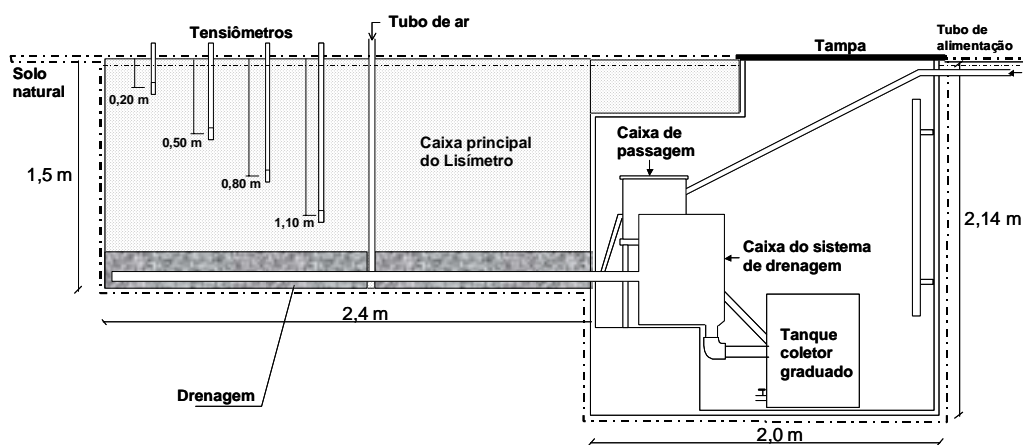 Tubo de ar
Tensiômetros
Tubo de
alimentação
Tampa
Solo
natural
0,20 m
0,50 m
0,80 m
1,10 m
Caixa principal
do Lisímetro
1,5 m
Caixa de
passagem
2,14 m
Caixa do sistema
de drenagem
2,4 m
Tanque
coletor
graduado
Drenagem
2,0 m